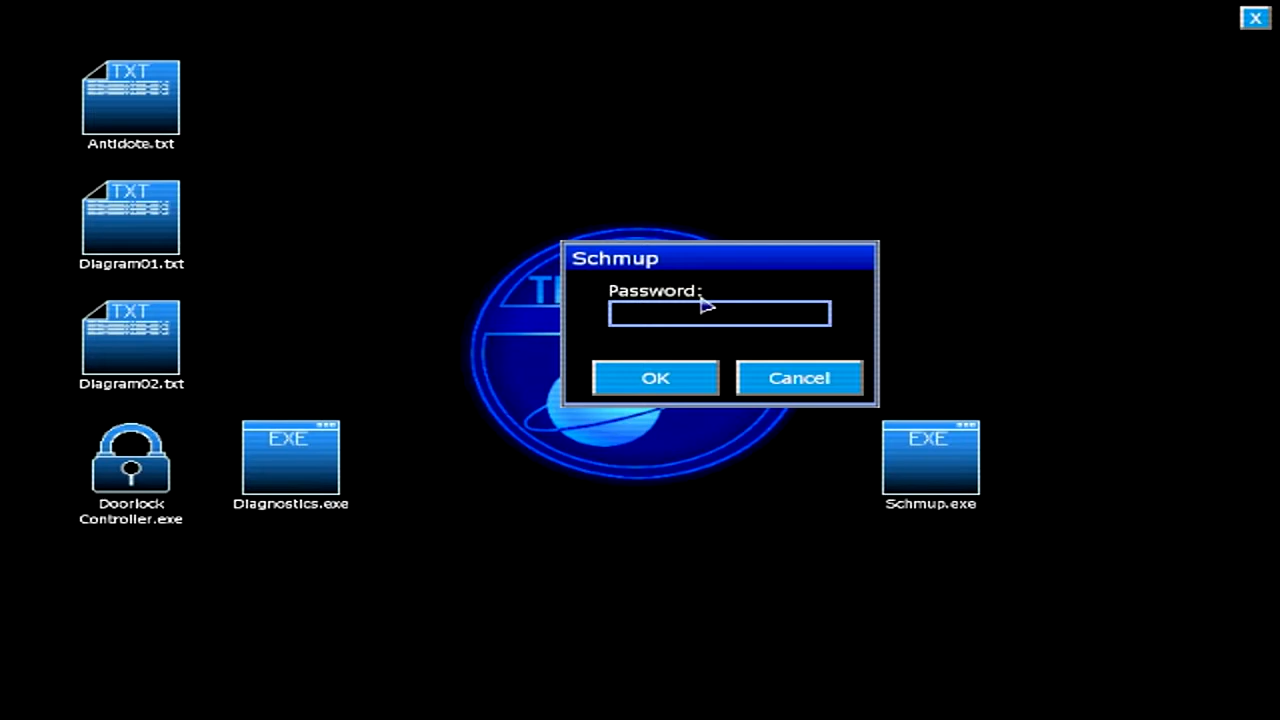 X
TXT
Antidote.txt
TXT
Diagram01.txt
TXT
Diagram02.txt
Schmup
Password:
OK
Cancel
Doorlock
Controller.exe
EXE
Diagnostics.exe
EXE
Schmup.exe